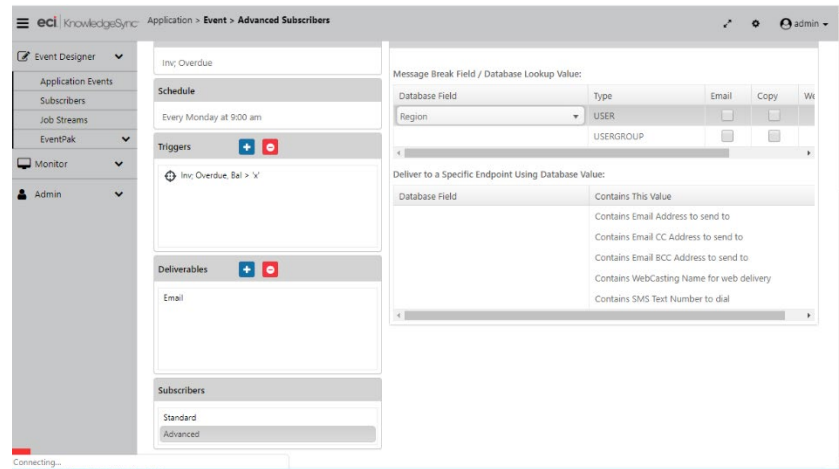 eci KnowledgeSync Application > Event > Advanced Subscribers admin
Event Designer
Application Events
Subscribers
Job Streams
EventPak
Monitor
Admin
Inv; Overdue
Schedule
Every Monday at 9:00 am
Triggers
Inv; Overdue, Bal > 'x'
Deliverables
Email
Subscribers
Standard
Advanced
Message Break Field / Database Lookup Value:
Database Field Type Email Copy We
Region USER
USERGROUP
Deliver to a Specific Endpoint Using Database Value:
Database Field Contains This Value
Contains Email Address to send to
Contains Email CC Address to send to
Contains Email BCC Address to send to
Contains WebCasting Name for web delivery
Contains SMS Text Number to dial
Connecting...